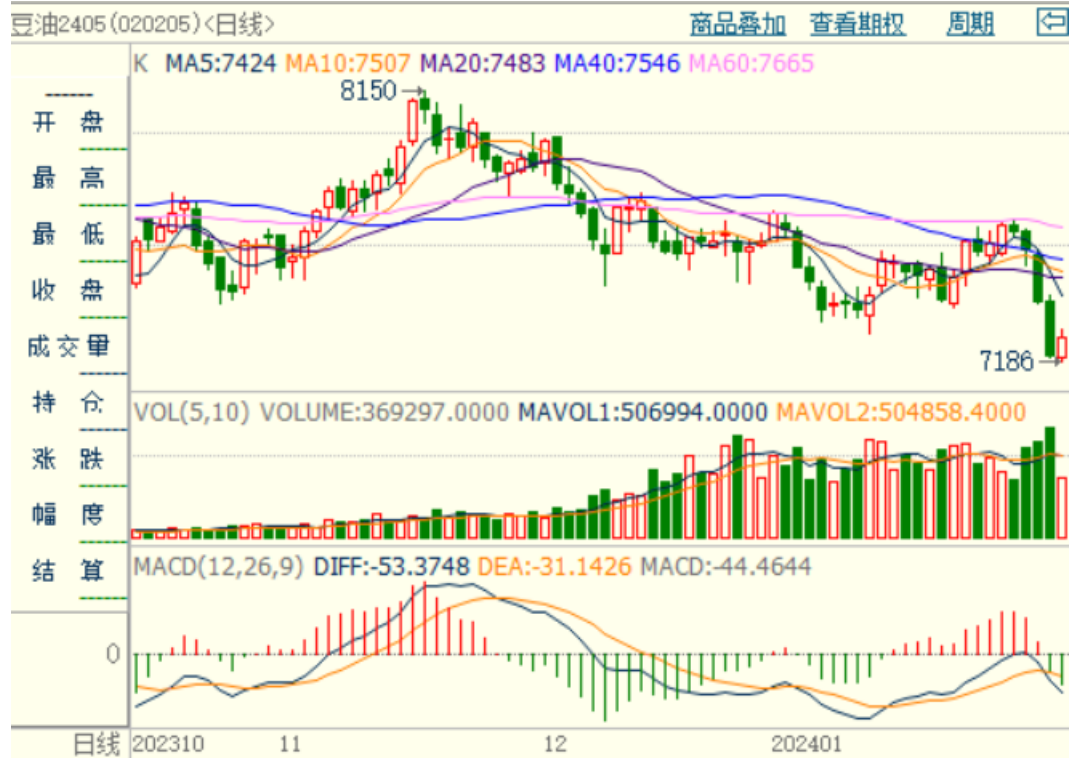 豆油2405(020205)<日线> 商品叠加 查看期权 周期
K MA5:7424 MA10:7507 MA20:7483 MA40:7546 MA60:7665
8150
开盘
最高
最低
收盘
成交量
持仓
涨跌
幅度
结算
7186
VOL(5,10) VOLUME:369297.0000 MAVOL1:506994.0000 MAVOL2:504858.4000
MACD(12,26,9) DIFF:-53.3748 DEA:-31.1426 MACD:-44.4644
0
日线 202310 11 12 202401